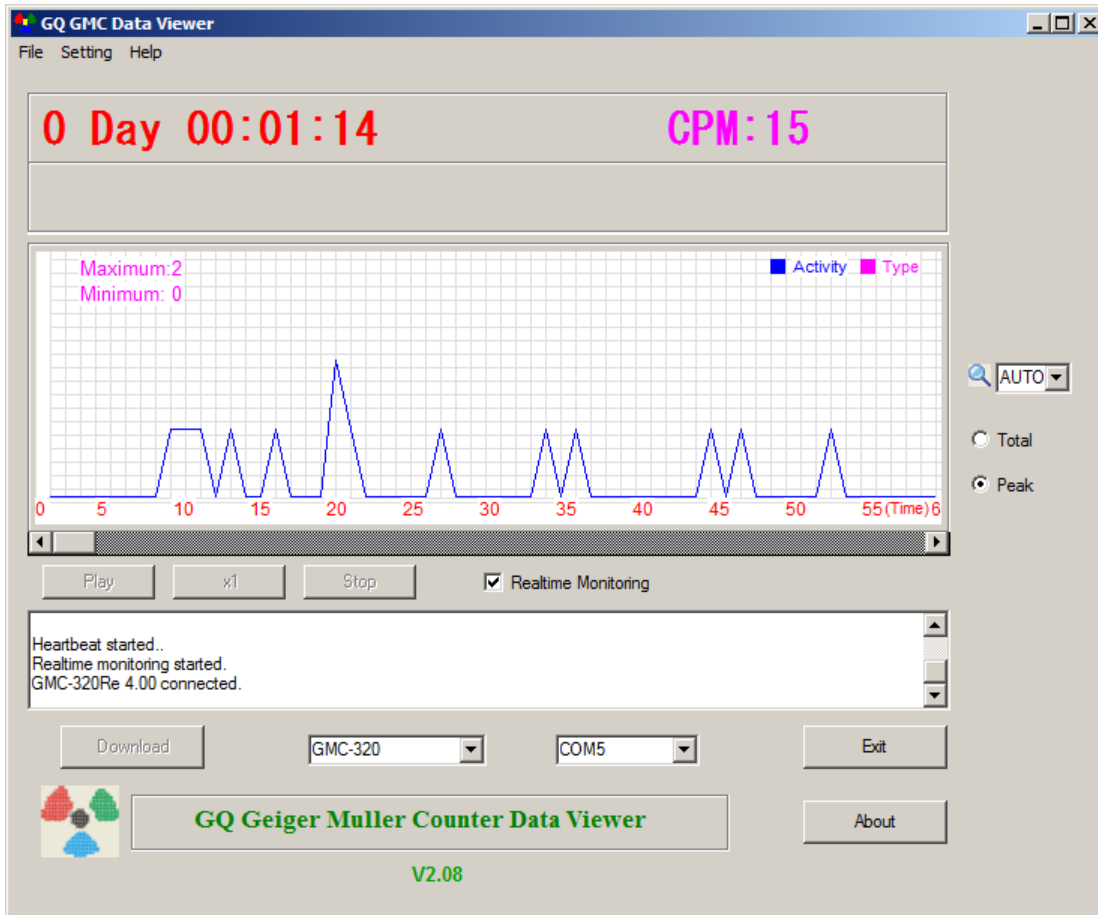 GQ GMC Data Viewer
File Setting Help
0 Day 00:01:14 CPM:15
Maximum:2
Minimum: 0
Activity Type
AUTO
Total
Peak
0 5 10 15 20 25 30 35 40 45 50 55 (Time) 6
Play x1 Stop Realtime Monitoring
Heartbeat started..
Realtime monitoring started.
GMC-320Re 4.00 connected.
Download GMC-320 COM5 Exit
GQ Geiger Muller Counter Data Viewer
About
V2.08